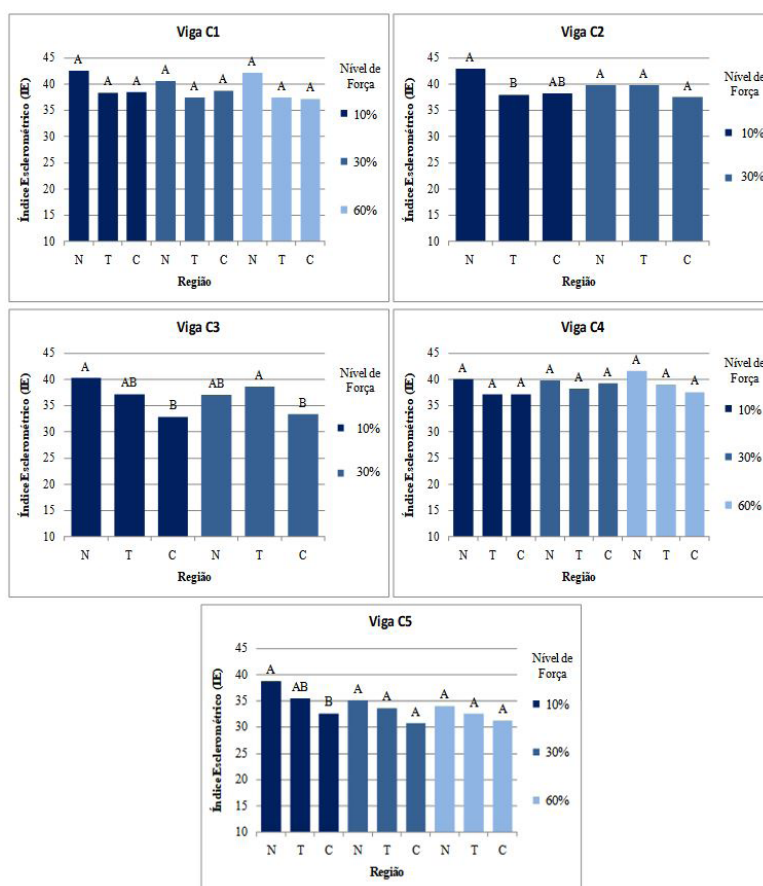 Viga C1
Índice Esclerométrico (IE)
45
40
35
30
25
20
15
10
A A A A A A A A A
N T C N T C N T C
Região
Nível de
Força
10%
30%
60%
Viga C2
Índice Esclerométrico (IE)
45
40
35
30
25
20
15
10
A B AB A A A
N T C N T C
Região
Nível de
Força
10%
30%
Viga C3
Índice Esclerométrico (IE)
45
40
35
30
25
20
15
10
A AB B AB A B
N T C N T C
Região
Nível de
Força
10%
30%
Viga C4
Índice Esclerométrico (IE)
45
40
35
30
25
20
15
10
A A A A A A A A A
N T C N T C N T C
Região
Nível de
Força
10%
30%
60%
Viga C5
Índice Esclerométrico (IE)
45
40
35
30
25
20
15
10
A AB B A A A A A A
N T C N T C N T C
Região
Nível de
Força
10%
30%
60%